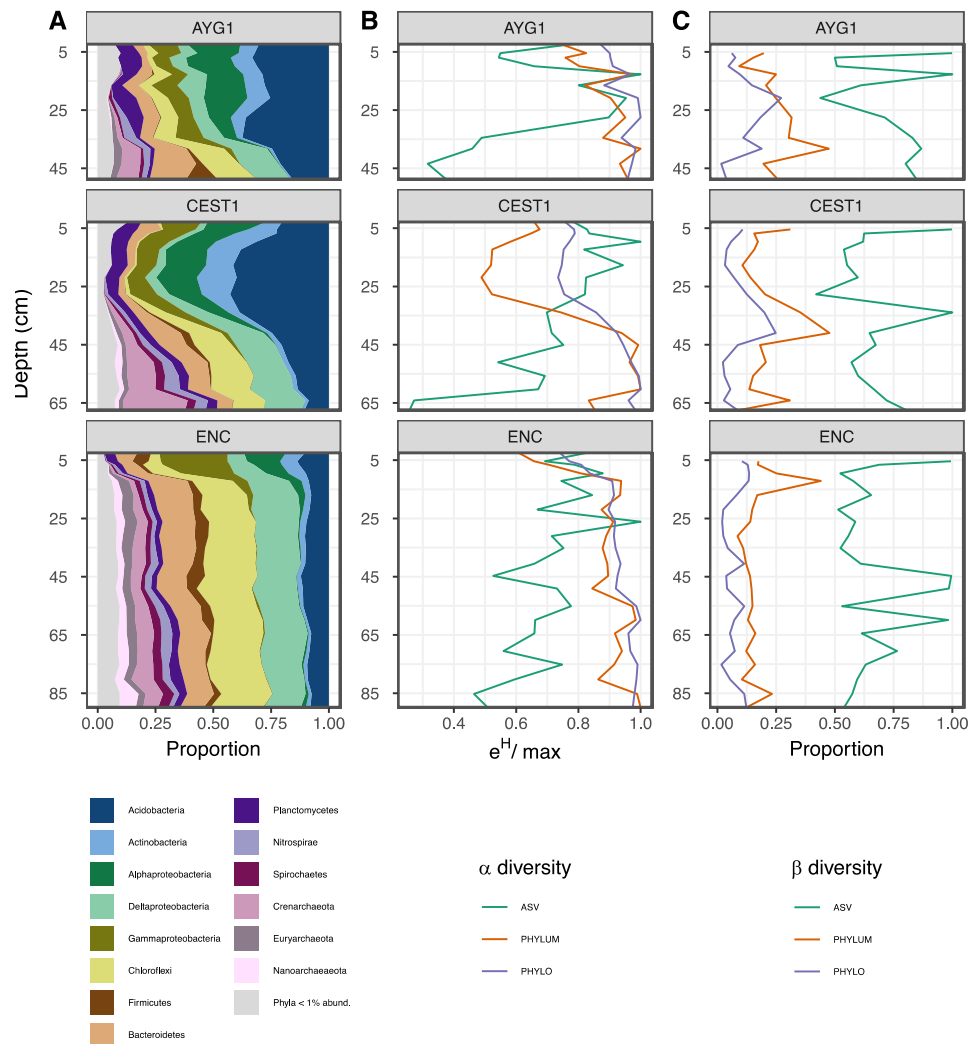 A
B
C
AYG1
AYG1
AYG1
5
25
45
5
25
45
5
25
45
CEST1
CEST1
CEST1
5
25
45
65
5
25
45
65
5
25
45
65
Depth (cm)
ENC
ENC
ENC
5
25
45
65
85
5
25
45
65
85
5
25
45
65
85
0.00 0.25 0.50 0.75 1.00
0.4 0.6 0.8 1.0
0.00 0.25 0.50 0.75 1.00
Proportion
e^H / max
Proportion
Acidobacteria
Actinobacteria
Alphaproteobacteria
Deltaproteobacteria
Gammaproteobacteria
Chloroflexi
Firmicutes
Bacteroidetes
Planctomycetes
Nitrospirae
Spirochaetes
Crenarchaeota
Euryarchaeota
Nanoarchaeaeota
Phyla < 1% abund.
α diversity
ASV
PHYLUM
PHYLO
β diversity
ASV
PHYLUM
PHYLO